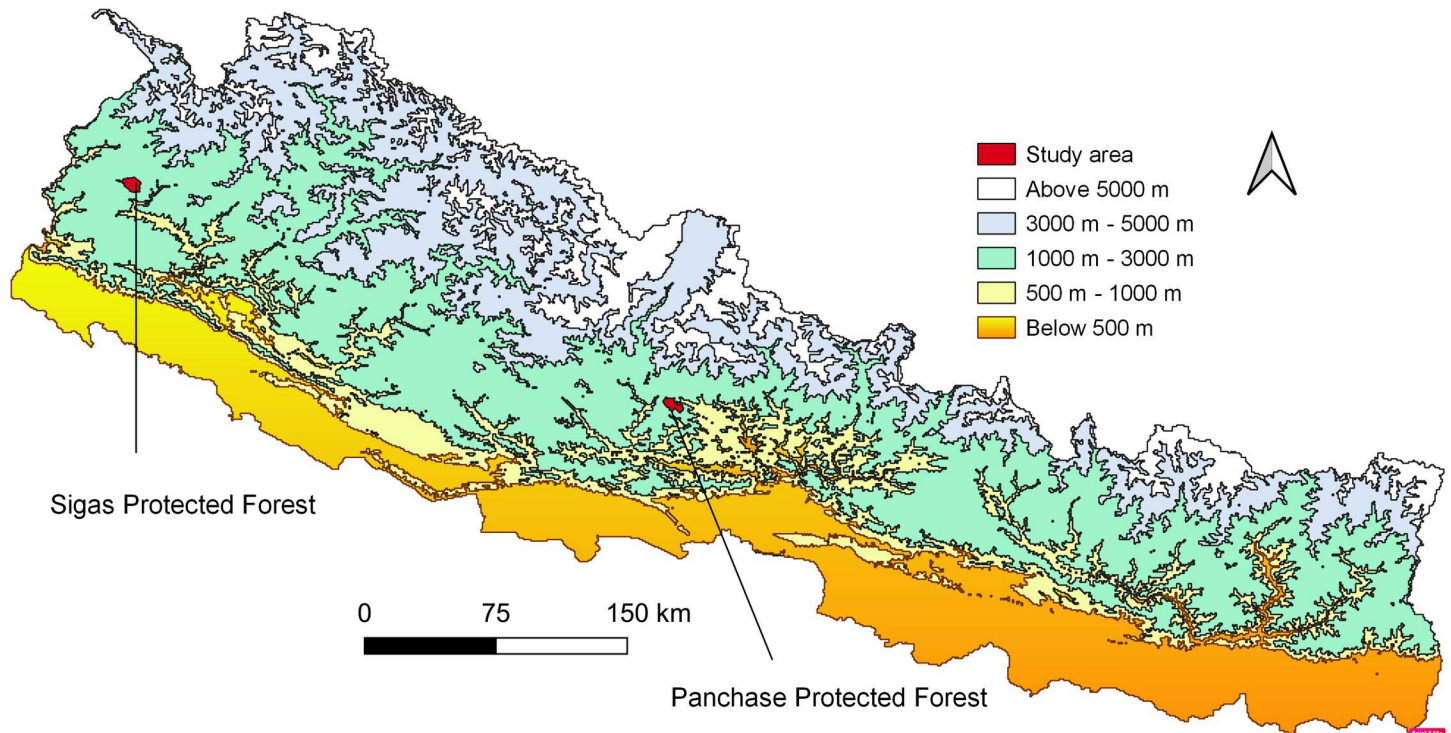 Study area
Above 5000 m
3000 m - 5000 m
1000 m - 3000 m
500 m - 1000 m
Below 500 m
Sigas Protected Forest
0 75 150 km
Panchase Protected Forest